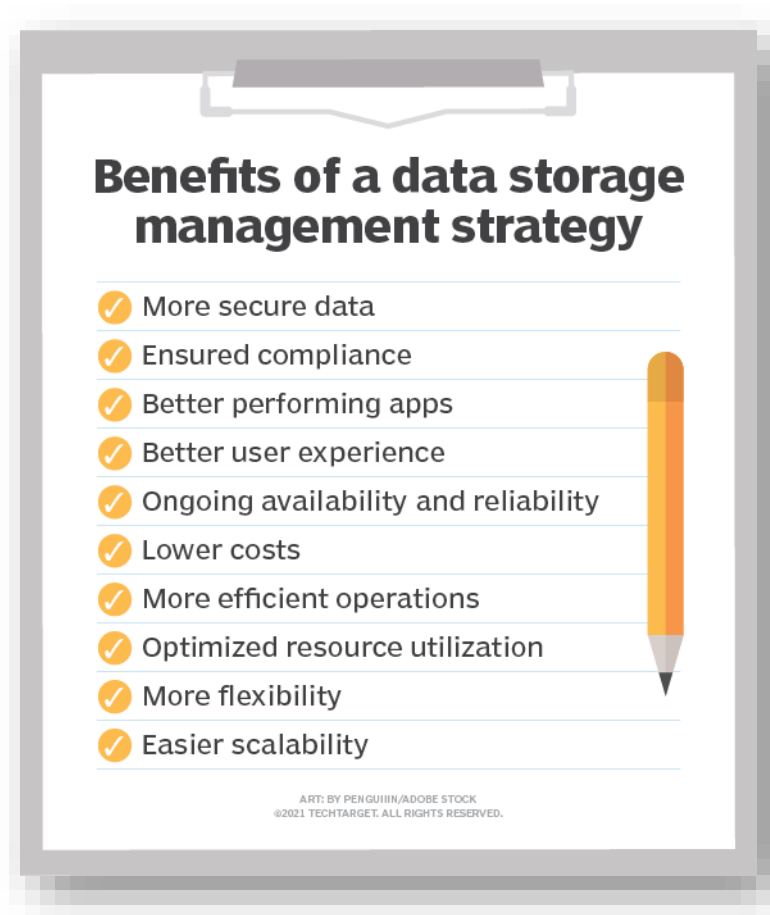 Benefits of a data storage
management strategy
More secure data
Ensured compliance
Better performing apps
Better user experience
Ongoing availability and reliability
Lower costs
More efficient operations
Optimized resource utilization
More flexibility
Easier scalability
ART: BY PENGUIIIN/ADOBE STOCK
©2021 TECHTARGET. ALL RIGHTS RESERVED.